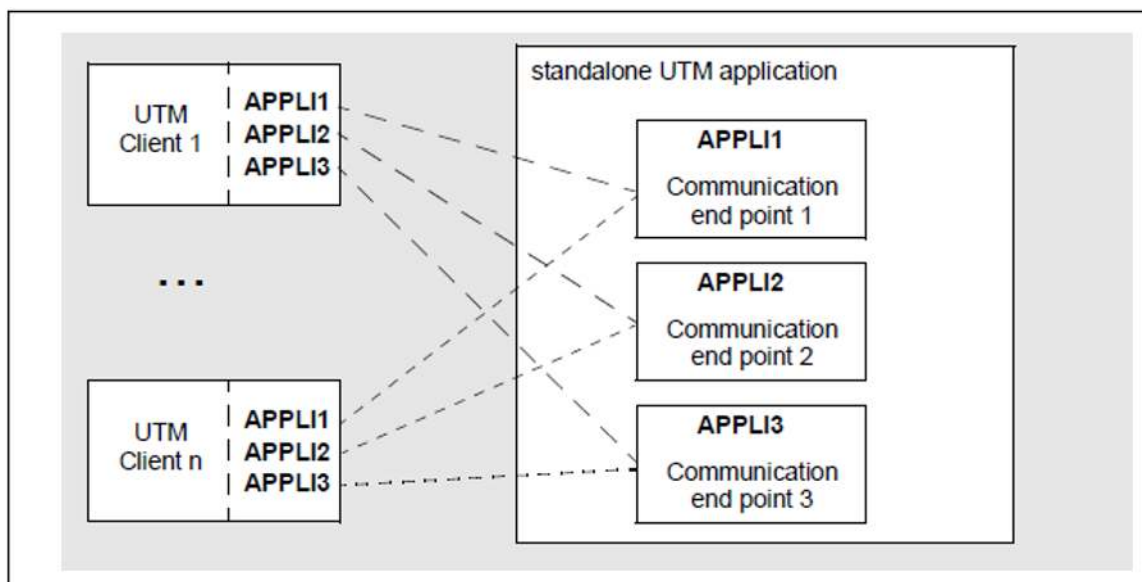 standalone UTM application
UTM
Client 1
APPLI1
APPLI2
APPLI3
APPLI1
Communication
end point 1
...
APPLI2
Communication
end point 2
UTM
Client n
APPLI1
APPLI2
APPLI3
APPLI3
Communication
end point 3